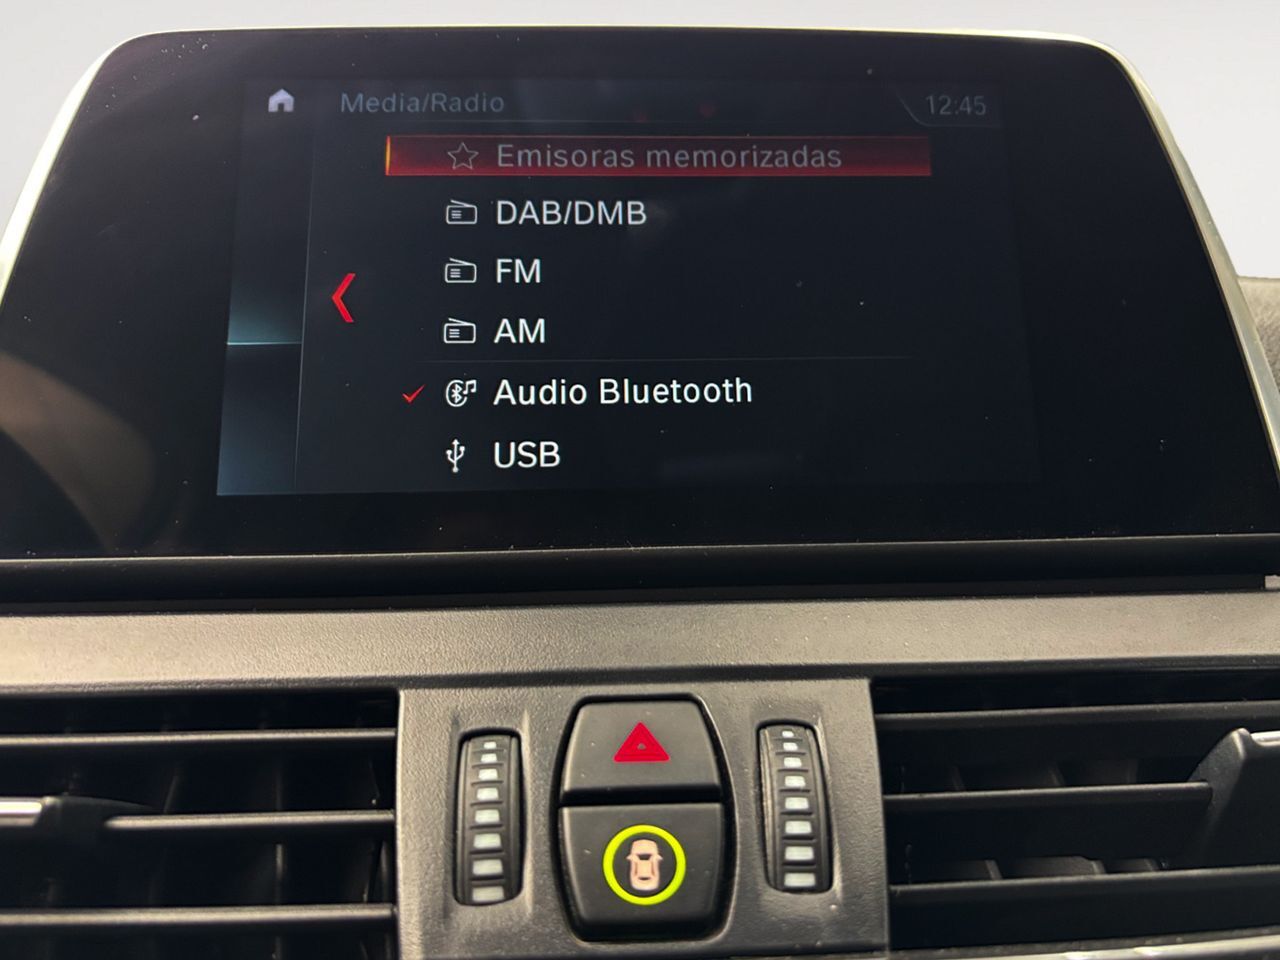 Media/Radio
12:45
Emisoras memorizadas
DAB/DMB
FM
AM
Audio Bluetooth
USB